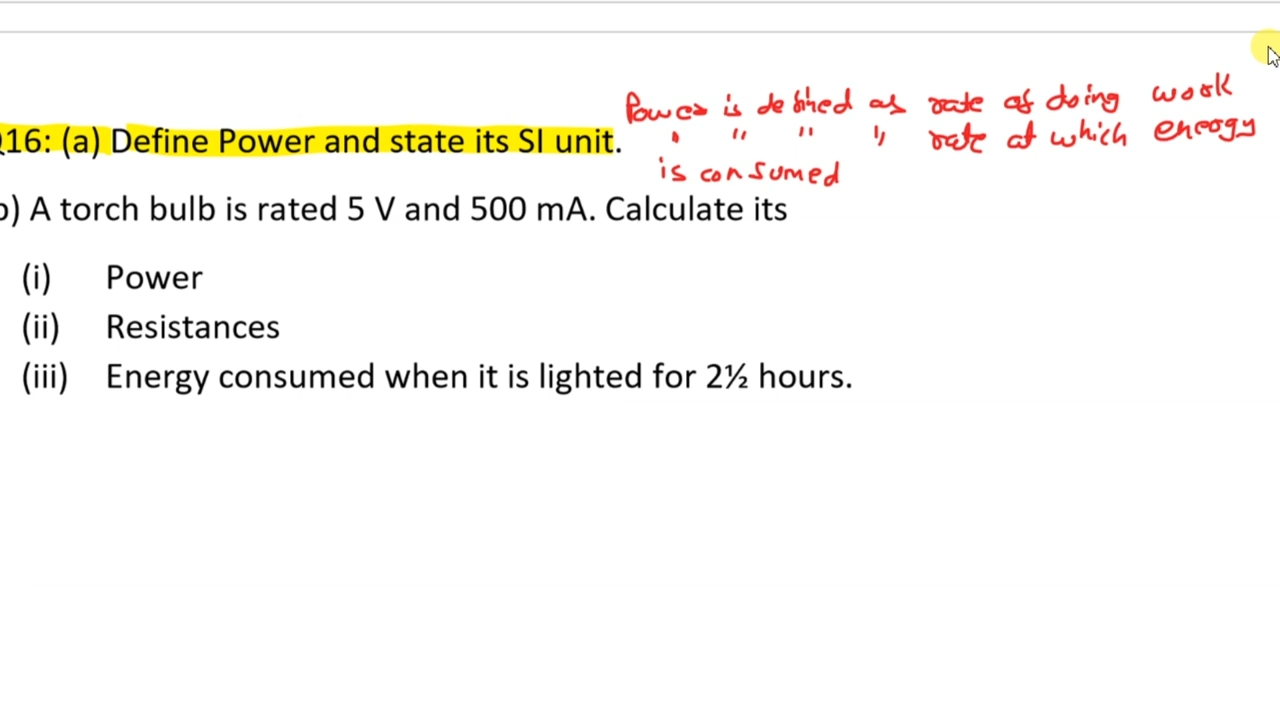 Power is defined as rate of doing work
16: (a) Define Power and state its SI unit.
" " " " rate at which energy
is consumed
) A torch bulb is rated 5 V and 500 mA. Calculate its
(i) Power
(ii) Resistances
(iii) Energy consumed when it is lighted for 2½ hours.